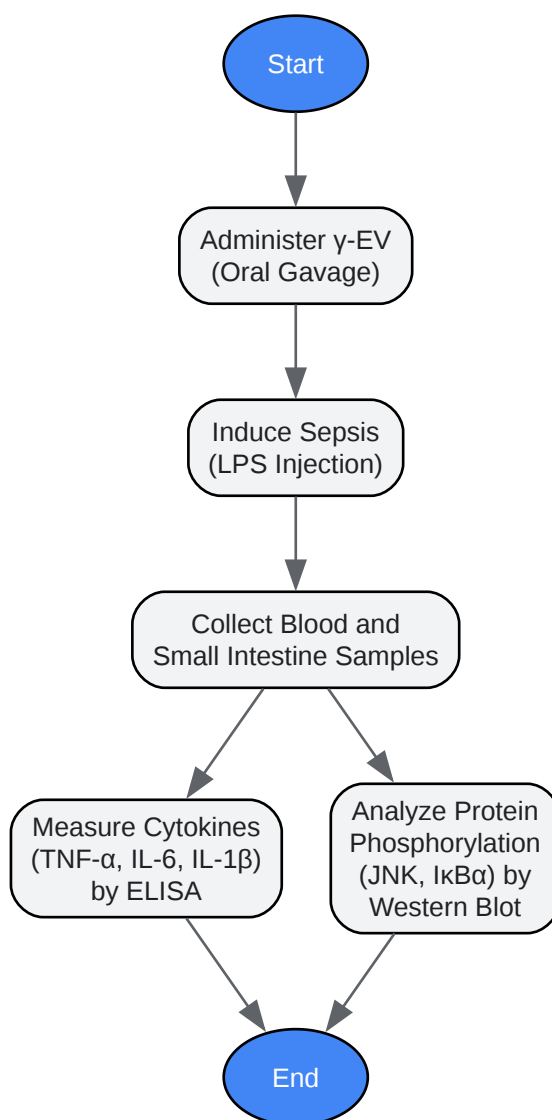 Start
Administer γ-EV
(Oral Gavage)
Induce Sepsis
(LPS Injection)
Collect Blood and
Small Intestine Samples
Measure Cytokines
(TNF-α, IL-6, IL-1β)
by ELISA
Analyze Protein
Phosphorylation
(JNK, IκBα) by
Western Blot
End